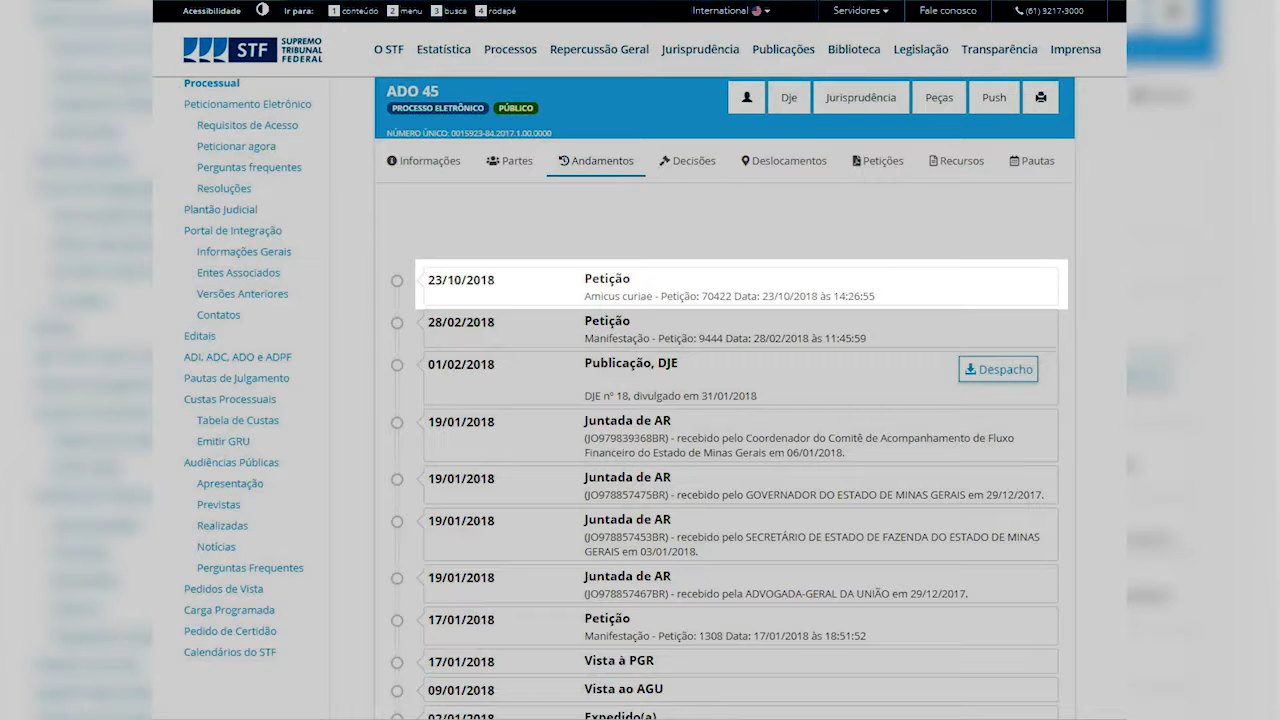 Acessibilidade Ir para: 1 conteúdo 2 menu 3 busca 4 rodapé International Servidores Fale conosco (61) 3217-3000
STF SUPREMO TRIBUNAL FEDERAL
O STF Estatística Processos Repercussão Geral Jurisprudência Publicações Biblioteca Legislação Transparência Imprensa
Processual
Peticionamento Eletrônico
Requisitos de Acesso
Peticionar agora
Perguntas frequentes
Resoluções
Plantão Judicial
Portal de Integração
Informações Gerais
Entes Associados
Versões Anteriores
Contatos
Editais
ADI, ADC, ADO e ADPF
Pautas de Julgamento
Custas Processuais
Tabela de Custas
Emitir GRU
Audiências Públicas
Apresentação
Previstas
Realizadas
Notícias
Perguntas Frequentes
Pedidos de Vista
Carga Programada
Pedido de Certidão
Calendários do STF
ADO 45
PROCESSO ELETRÔNICO PÚBLICO
NÚMERO ÚNICO: 0015923-84.2017.1.00.0000
Dje Jurisprudência Peças Push
Informações Partes Andamentos Decisões Deslocamentos Petições Recursos Pautas
23/10/2018 Petição
Amicus curiae - Petição: 70422 Data: 23/10/2018 às 14:26:55
28/02/2018 Petição
Manifestação - Petição: 9444 Data: 28/02/2018 às 11:45:59
01/02/2018 Publicação, DJE
Despacho
DJE nº 18, divulgado em 31/01/2018
19/01/2018 Juntada de AR
(JO979839368BR) - recebido pelo Coordenador do Comitê de Acompanhamento de Fluxo
Financeiro do Estado de Minas Gerais em 06/01/2018.
19/01/2018 Juntada de AR
(JO978857475BR) - recebido pelo GOVERNADOR DO ESTADO DE MINAS GERAIS em 29/12/2017.
19/01/2018 Juntada de AR
(JO978857453BR) - recebido pelo SECRETÁRIO DE ESTADO DE FAZENDA DO ESTADO DE MINAS
GERAIS em 03/01/2018.
19/01/2018 Juntada de AR
(JO978857467BR) - recebido pela ADVOGADA-GERAL DA UNIÃO em 29/12/2017.
17/01/2018 Petição
Manifestação - Petição: 1308 Data: 17/01/2018 às 18:51:52
17/01/2018 Vista à PGR
09/01/2018 Vista ao AGU
02/01/2018 Expedido(a)